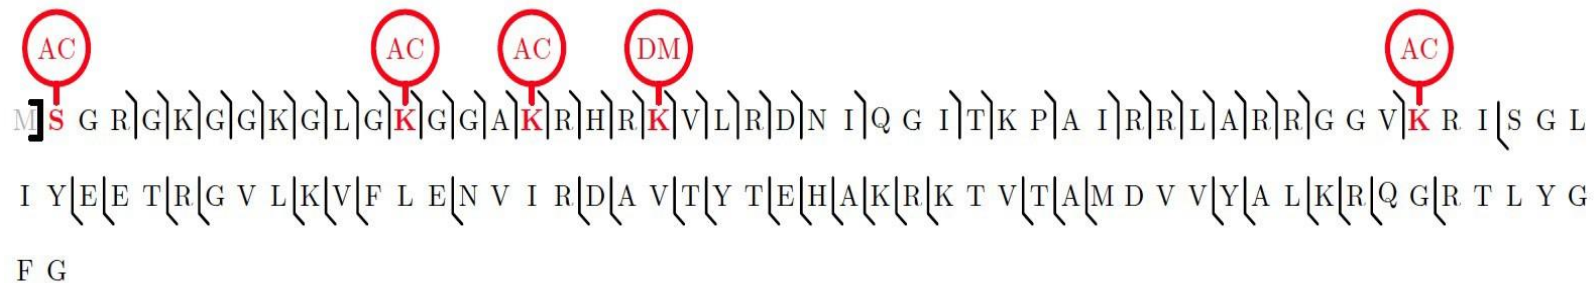 AC AC AC DM AC
M S G R G K G G K G L G K G G A K R H R K V L R D N I Q G I T K P A I R R L A R R G G V K R I S G L
I Y E E T R G V L K V F L E N V I R D A V T Y T E H A K R K T V T A M D V V Y A L K R Q G R T L Y G
F G